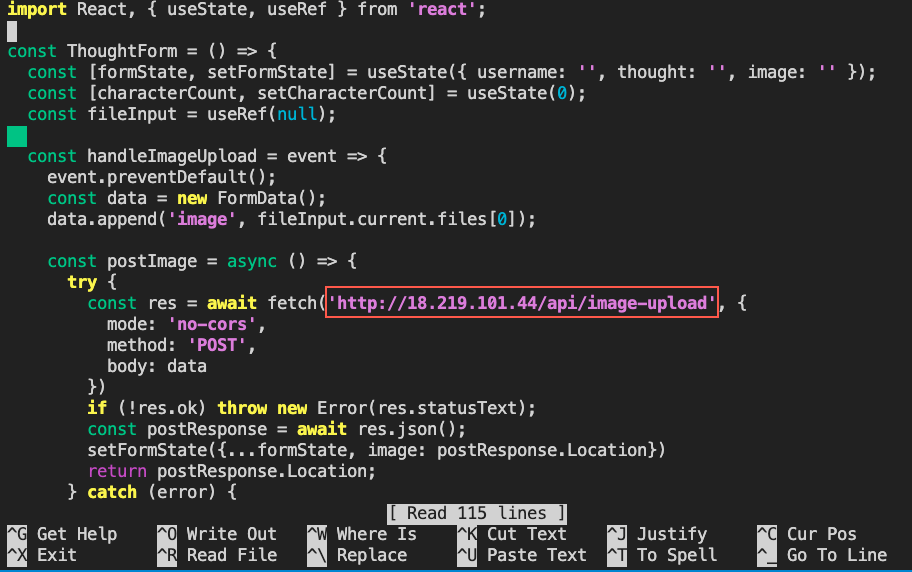 import React, { useState, useRef } from 'react';
const ThoughtForm = () => {
const [formState, setFormState] = useState({ username: '', thought: '', image: '' });
const [characterCount, setCharacterCount] = useState(0);
const fileInput = useRef(null);
const handleImageUpload = event => {
event.preventDefault();
const data = new FormData();
data.append('image', fileInput.current.files[0]);
const postImage = async () => {
try {
const res = await fetch('http://18.219.101.44/api/image-upload', {
mode: 'no-cors',
method: 'POST',
body: data
})
if (!res.ok) throw new Error(res.statusText);
const postResponse = await res.json();
setFormState({...formState, image: postResponse.Location})
return postResponse.Location;
} catch (error) {
[ Read 115 lines ]
^G Get Help ^O Write Out ^W Where Is ^K Cut Text ^J Justify ^C Cur Pos
^X Exit ^R Read File ^\ Replace ^U Paste Text ^T To Spell ^_ Go To Line